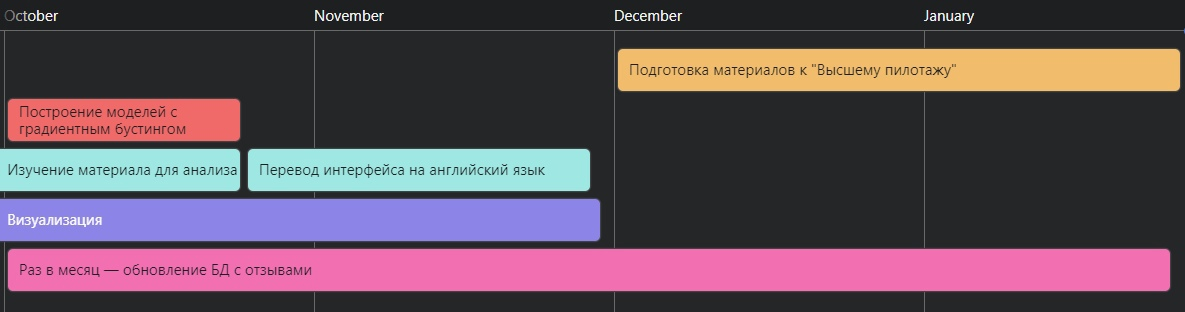 October
November
December
January
Подготовка материалов к "Высшему пилотажу"
Построение моделей с
градиентным бустингом
Изучение материала для анализа
Перевод интерфейса на английский язык
Визуализация
Раз в месяц — обновление БД с отзывами